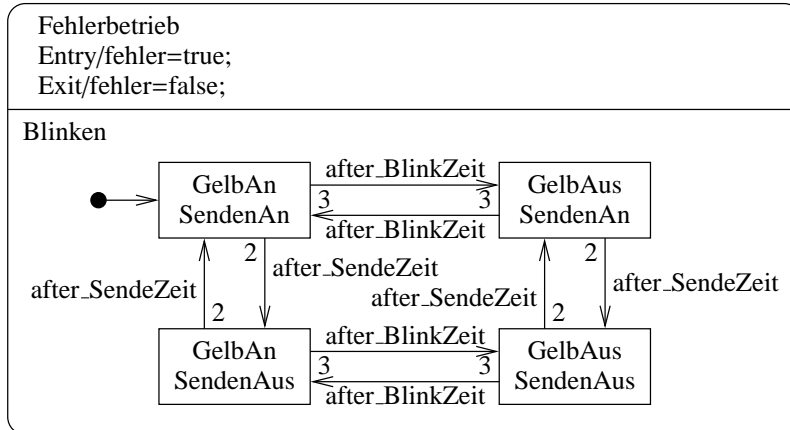 Fehlerbetrieb
Entry/fehler=true;
Exit/fehler=false;
Blinken
after_BlinkZeit
GelbAn
SendenAn
GelbAus
SendenAn
3
3
after_BlinkZeit
2
2
after_SendeZeit
after_SendeZeit
after_SendeZeit
after_SendeZeit
2
2
after_BlinkZeit
GelbAn
SendenAus
GelbAus
SendenAus
3
3
after_BlinkZeit